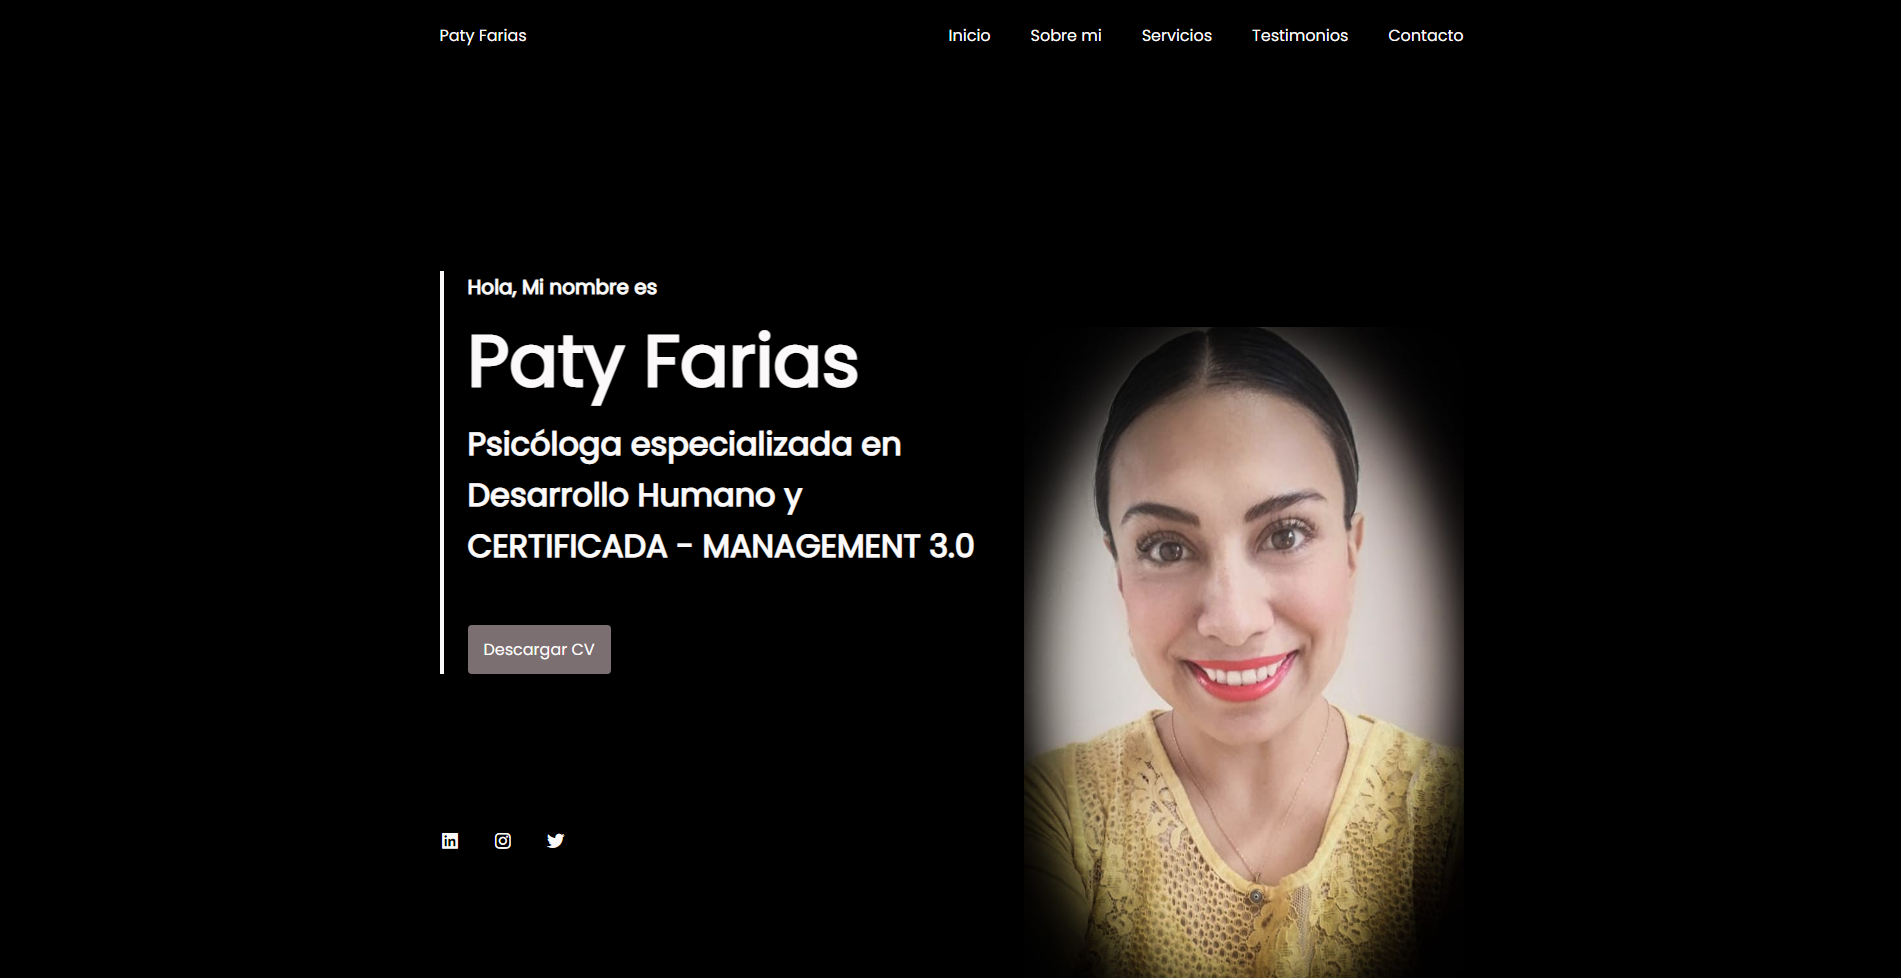 Paty Farias
Inicio
Sobre mi
Servicios
Testimonios
Contacto
Hola, Mi nombre es
Paty Farias
Psicóloga especializada en
Desarrollo Humano y
CERTIFICADA - MANAGEMENT 3.0
Descargar CV